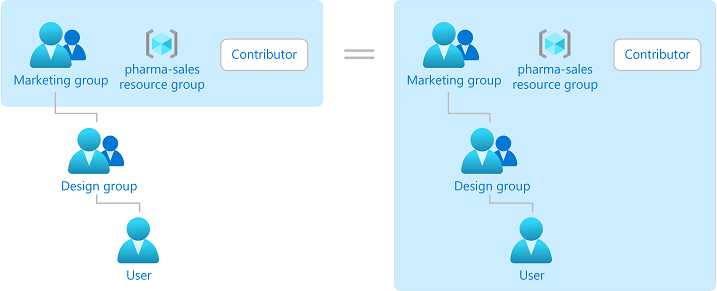 Marketing group
pharma-sales
resource group
Contributor
Design group
User
Marketing group
pharma-sales
resource group
Contributor
Design group
User